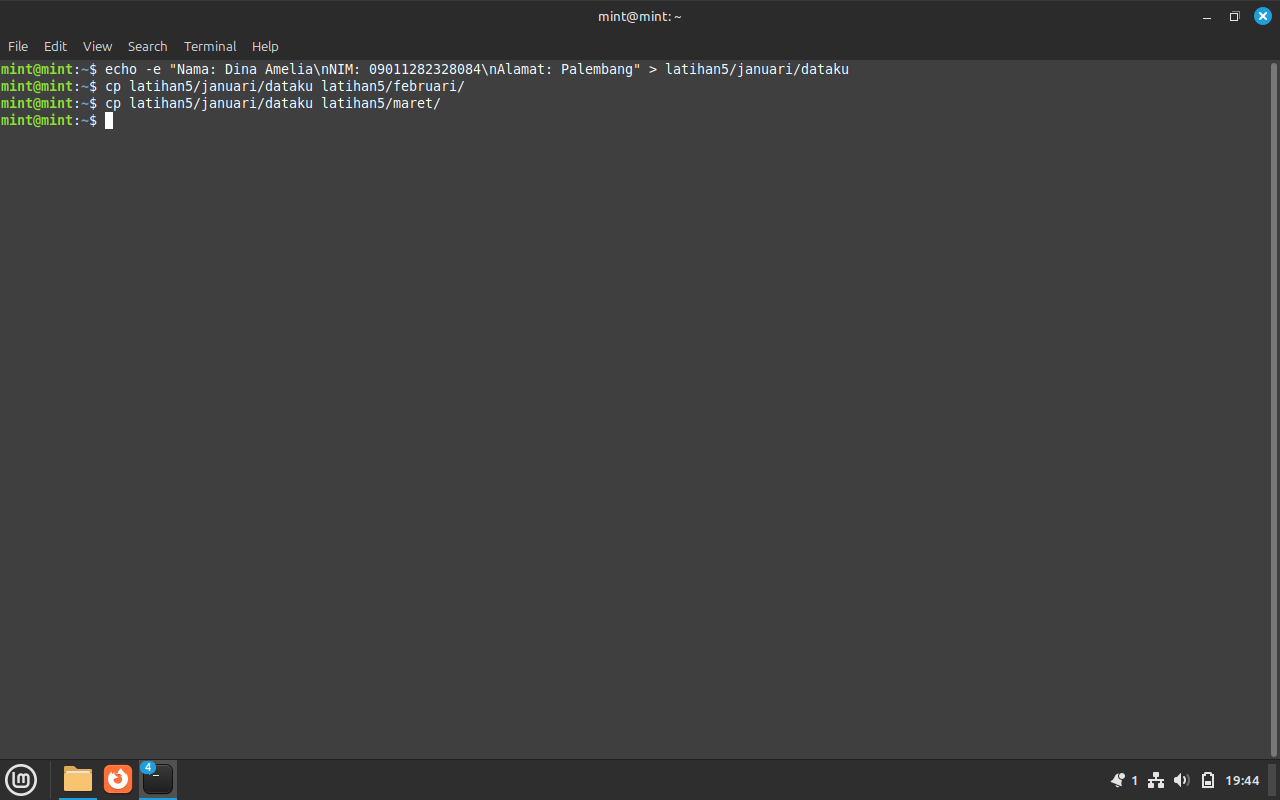 mint@mint: ~
File Edit View Search Terminal Help
mint@mint:~$ echo -e "Nama: Dina Amelia\nNIM: 09011282328084\nAlamat: Palembang" > latihan5/januari/dataku
mint@mint:~$ cp latihan5/januari/dataku latihan5/februari/
mint@mint:~$ cp latihan5/januari/dataku latihan5/maret/
mint@mint:~$
4
1 19:44